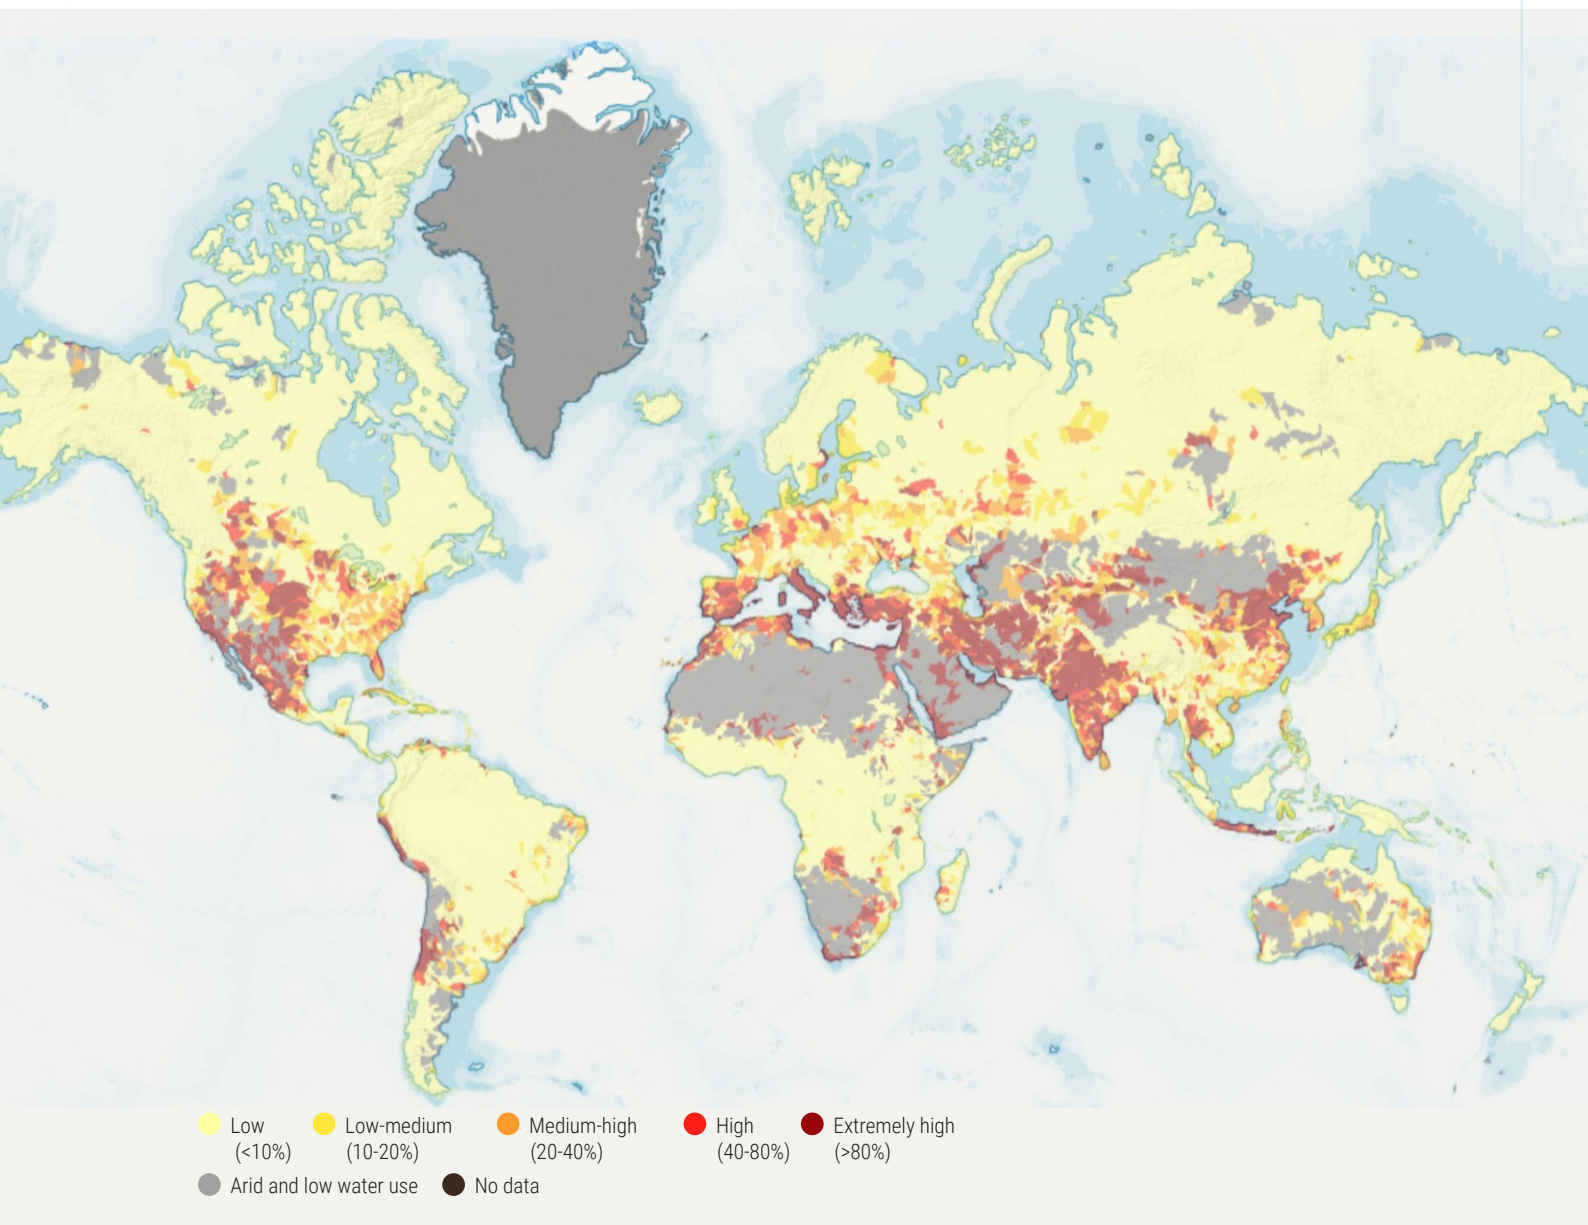 Low Low-medium Medium-high High Extremely high
(<10%) (10-20%) (20-40%) (40-80%) (>80%)
Arid and low water use No data